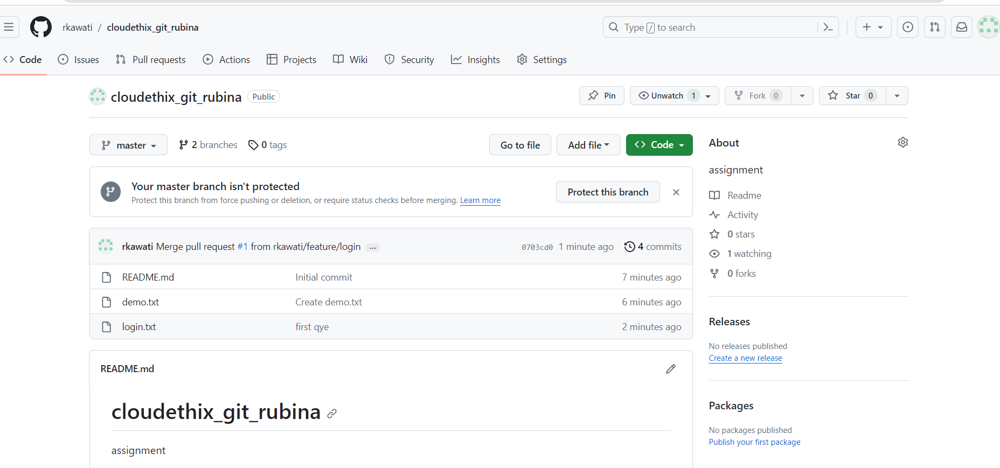 rkawati / cloudethix_git_rubina
Type / to search
Code Issues Pull requests Actions Projects Wiki Security Insights Settings
cloudethix_git_rubina Public
Pin Unwatch 1 Fork 0 Star 0
master 2 branches 0 tags Go to file Add file Code
Your master branch isn't protected
Protect this branch from force pushing or deletion, or require status checks before merging. Learn more
Protect this branch
rkawati Merge pull request #1 from rkawati/feature/login ... 0703cd0 1 minute ago 4 commits
README.md Initial commit 7 minutes ago
demo.txt Create demo.txt 6 minutes ago
login.txt first qye 2 minutes ago
README.md
cloudethix_git_rubina
assignment
About
assignment
Readme
Activity
0 stars
1 watching
0 forks
Releases
No releases published
Create a new release
Packages
No packages published
Publish your first package